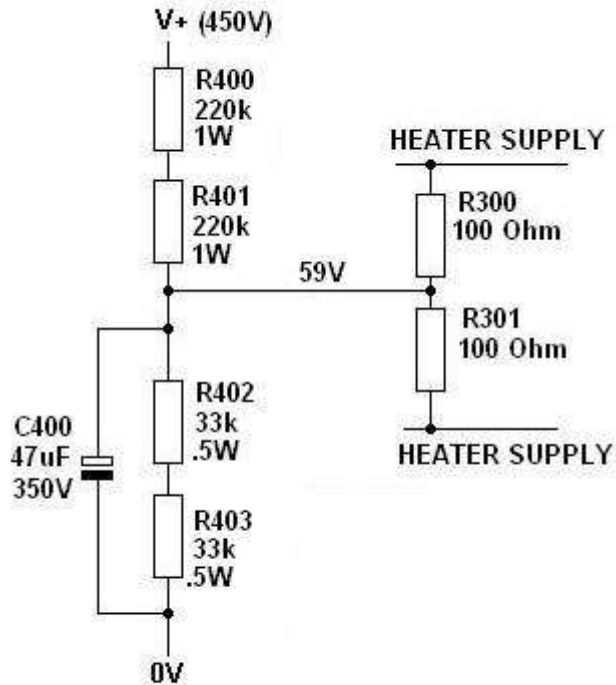 V+ (450V)
R400
220k
1W
HEATER SUPPLY
R401
220k
1W
R300
100 Ohm
59V
R301
100 Ohm
R402
33k
.5W
C400
47uF
350V
HEATER SUPPLY
R403
33k
.5W
0V